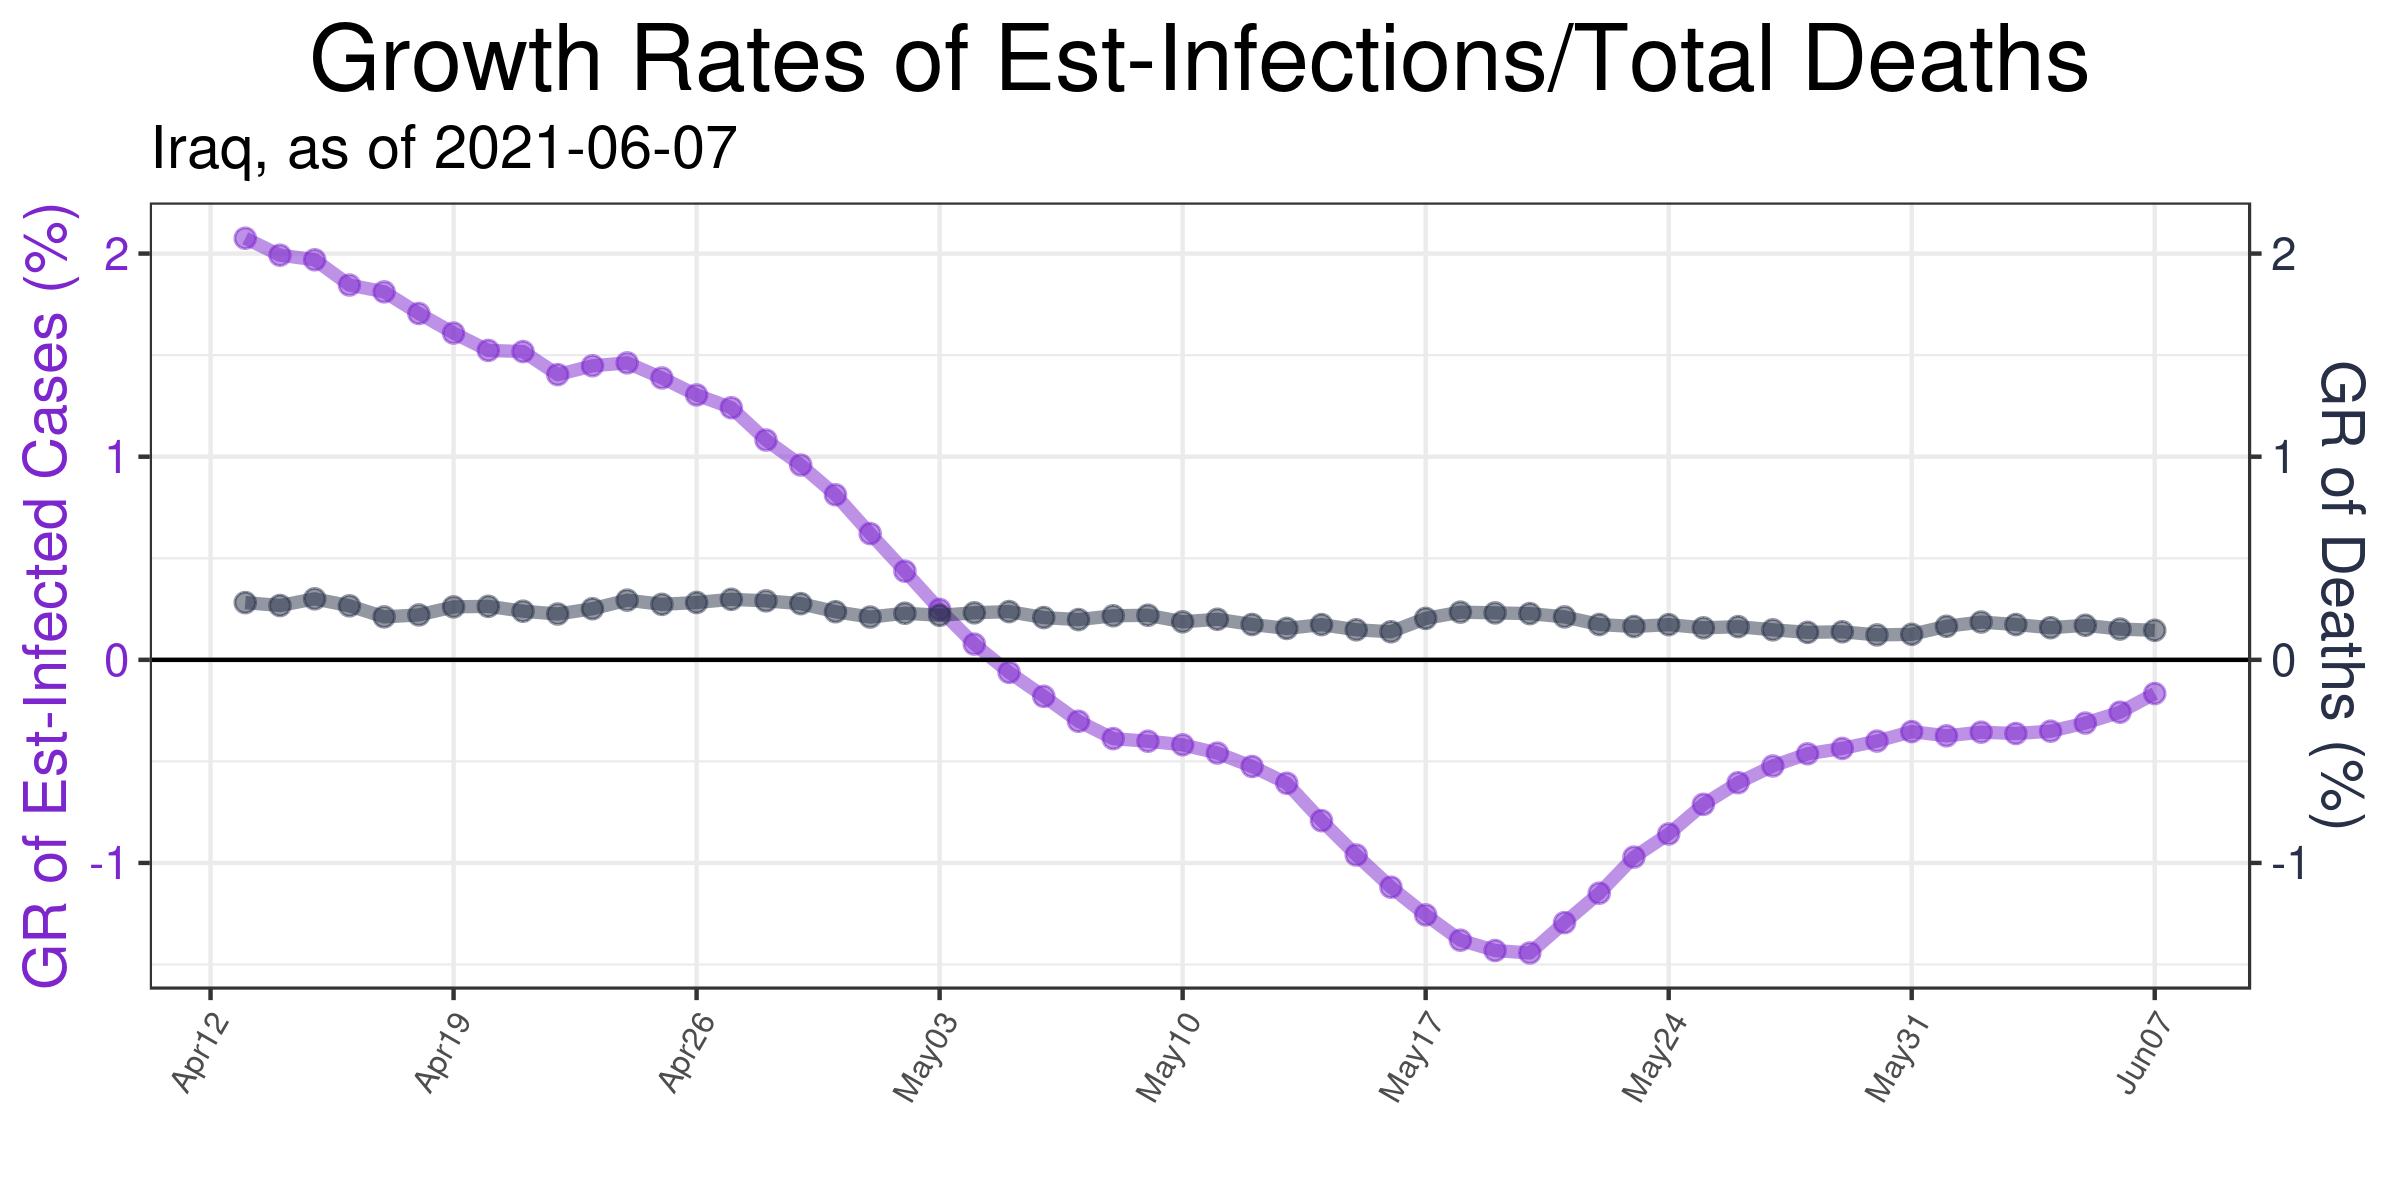 Growth Rates of Est-Infections/Total Deaths
Iraq, as of 2021-06-07
GR of Est-Infected Cases (%)
2
1
0
-1
2
1
0
-1
GR of Deaths (%)
Apr12
Apr19
Apr26
May03
May10
May17
May24
May31
Jun07